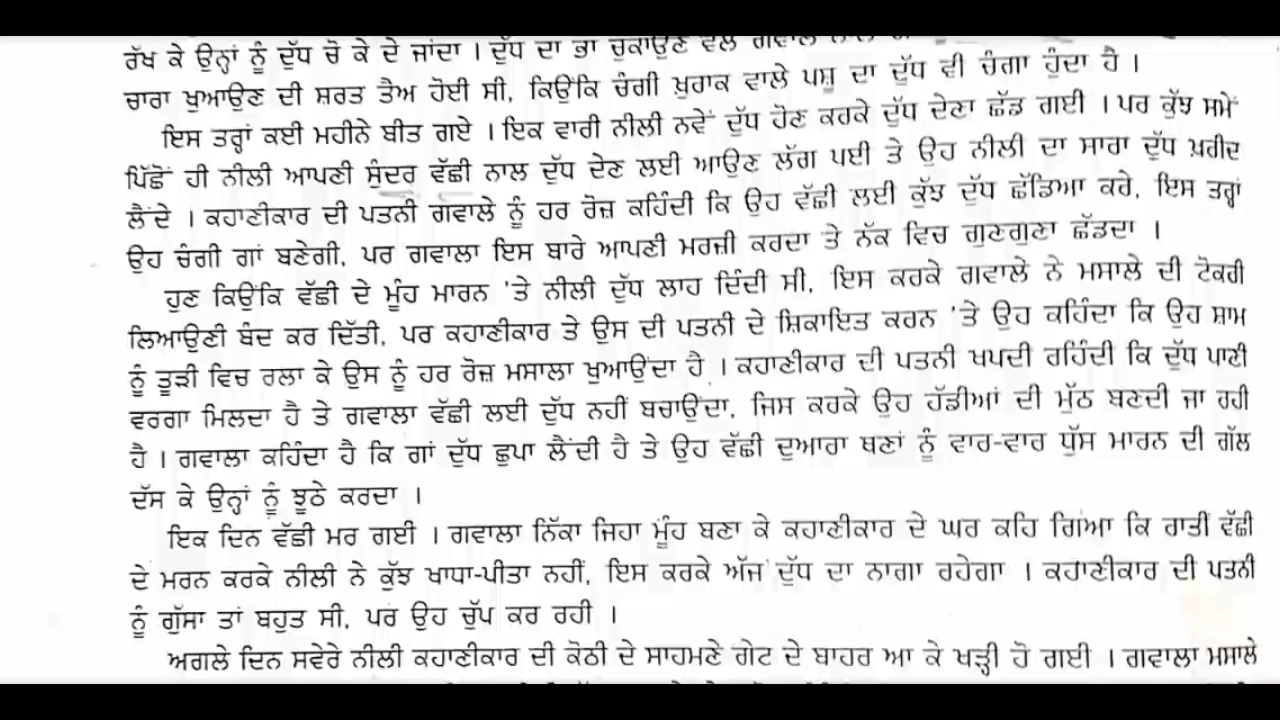 ਰੱਖ ਕੇ ਉਨ੍ਹਾਂ ਨੂੰ ਦੁੱਧ ਚੋ ਕੇ ਦੇ ਜਾਂਦਾ । ਦੁੱਧ ਦਾ ਭਾ ਚੁਕਾਉਣ ਵੇਲੇ ਗਵਾਲੇ ਨਾਲ
ਚਾਰਾ ਖੁਆਉਣ ਦੀ ਸ਼ਰਤ ਤੈਅ ਹੋਈ ਸੀ, ਕਿਉਂਕਿ ਚੰਗੀ ਖ਼ੁਰਾਕ ਵਾਲੇ ਪਸ਼ੂ ਦਾ ਦੁੱਧ ਵੀ ਚੰਗਾ ਹੁੰਦਾ ਹੈ ।
ਇਸ ਤਰ੍ਹਾਂ ਕਈ ਮਹੀਨੇ ਬੀਤ ਗਏ । ਇਕ ਵਾਰੀ ਨੀਲੀ ਨਵੇਂ ਦੁੱਧ ਹੋਣ ਕਰਕੇ ਦੁੱਧ ਦੇਣਾ ਛੱਡ ਗਈ । ਪਰ ਕੁੱਝ ਸਮੇਂ
ਪਿੱਛੋਂ ਹੀ ਨੀਲੀ ਆਪਣੀ ਸੁੰਦਰ ਵੱਛੀ ਨਾਲ ਦੁੱਧ ਦੇਣ ਲਈ ਆਉਣ ਲੱਗ ਪਈ ਤੇ ਉਹ ਨੀਲੀ ਦਾ ਸਾਰਾ ਦੁੱਧ ਖ਼ਰੀਦ
ਲੈਂਦੇ । ਕਹਾਣੀਕਾਰ ਦੀ ਪਤਨੀ ਗਵਾਲੇ ਨੂੰ ਹਰ ਰੋਜ਼ ਕਹਿੰਦੀ ਕਿ ਉਹ ਵੱਛੀ ਲਈ ਕੁੱਝ ਦੁੱਧ ਛੱਡਿਆ ਕਰੇ, ਇਸ ਤਰ੍ਹਾਂ
ਉਹ ਚੰਗੀ ਗਾਂ ਬਣੇਗੀ, ਪਰ ਗਵਾਲਾ ਇਸ ਬਾਰੇ ਆਪਣੀ ਮਰਜ਼ੀ ਕਰਦਾ ਤੇ ਨੱਕ ਵਿਚ ਗੁਣਗੁਣਾ ਛੱਡਦਾ ।
ਹੁਣ ਕਿਉਂਕਿ ਵੱਛੀ ਦੇ ਮੂੰਹ ਮਾਰਨ 'ਤੇ ਨੀਲੀ ਦੁੱਧ ਲਾਹ ਦਿੰਦੀ ਸੀ, ਇਸ ਕਰਕੇ ਗਵਾਲੇ ਨੇ ਮਸਾਲੇ ਦੀ ਟੋਕਰੀ
ਲਿਆਉਣੀ ਬੰਦ ਕਰ ਦਿੱਤੀ, ਪਰ ਕਹਾਣੀਕਾਰ ਤੇ ਉਸ ਦੀ ਪਤਨੀ ਦੇ ਸ਼ਿਕਾਇਤ ਕਰਨ 'ਤੇ ਉਹ ਕਹਿੰਦਾ ਕਿ ਉਹ ਸ਼ਾਮ
ਨੂੰ ਤੂੜੀ ਵਿਚ ਰਲਾ ਕੇ ਉਸ ਨੂੰ ਹਰ ਰੋਜ਼ ਮਸਾਲਾ ਖੁਆਉਂਦਾ ਹੈ । ਕਹਾਣੀਕਾਰ ਦੀ ਪਤਨੀ ਖਪਦੀ ਰਹਿੰਦੀ ਕਿ ਦੁੱਧ ਪਾਣੀ
ਵਰਗਾ ਮਿਲਦਾ ਹੈ ਤੇ ਗਵਾਲਾ ਵੱਛੀ ਲਈ ਦੁੱਧ ਨਹੀਂ ਬਚਾਉਂਦਾ, ਜਿਸ ਕਰਕੇ ਉਹ ਹੱਡੀਆਂ ਦੀ ਮੁੱਠ ਬਣਦੀ ਜਾ ਰਹੀ
ਹੈ । ਗਵਾਲਾ ਕਹਿੰਦਾ ਹੈ ਕਿ ਗਾਂ ਦੁੱਧ ਛੁਪਾ ਲੈਂਦੀ ਹੈ ਤੇ ਉਹ ਵੱਛੀ ਦੁਆਰਾ ਥਣਾਂ ਨੂੰ ਵਾਰ-ਵਾਰ ਧੁੱਸ ਮਾਰਨ ਦੀ ਗੱਲ
ਦੱਸ ਕੇ ਉਨ੍ਹਾਂ ਨੂੰ ਝੂਠੇ ਕਰਦਾ ।
ਇਕ ਦਿਨ ਵੱਛੀ ਮਰ ਗਈ । ਗਵਾਲਾ ਨਿੱਕਾ ਜਿਹਾ ਮੂੰਹ ਬਣਾ ਕੇ ਕਹਾਣੀਕਾਰ ਦੇ ਘਰ ਕਹਿ ਗਿਆ ਕਿ ਰਾਤੀਂ ਵੱਛੀ
ਦੇ ਮਰਨ ਕਰਕੇ ਨੀਲੀ ਨੇ ਕੁੱਝ ਖਾਧਾ-ਪੀਤਾ ਨਹੀਂ, ਇਸ ਕਰਕੇ ਅੱਜ ਦੁੱਧ ਦਾ ਨਾਗਾ ਰਹੇਗਾ । ਕਹਾਣੀਕਾਰ ਦੀ ਪਤਨੀ
ਨੂੰ ਗੁੱਸਾ ਤਾਂ ਬਹੁਤ ਸੀ, ਪਰ ਉਹ ਚੁੱਪ ਕਰ ਰਹੀ ।
ਅਗਲੇ ਦਿਨ ਸਵੇਰੇ ਨੀਲੀ ਕਹਾਣੀਕਾਰ ਦੀ ਕੋਠੀ ਦੇ ਸਾਹਮਣੇ ਗੇਟ ਦੇ ਬਾਹਰ ਆ ਕੇ ਖੜ੍ਹੀ ਹੋ ਗਈ । ਗਵਾਲਾ ਮਸਾਲੇ